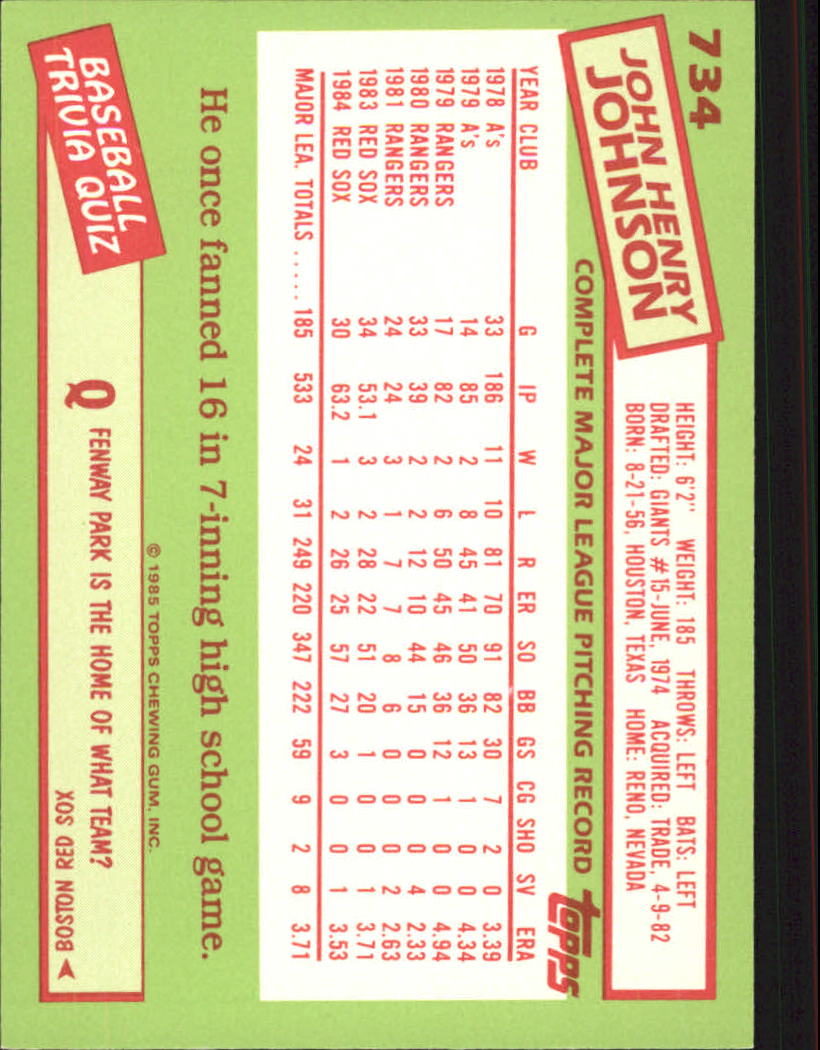 734
JOHN HENRY
JOHNSON
HEIGHT: 6'2" WEIGHT: 185 THROWS: LEFT BATS: LEFT
DRAFTED: GIANTS #15-JUNE, 1974 ACQUIRED: TRADE, 4-9-82
BORN: 8-21-56, HOUSTON, TEXAS HOME: RENO, NEVADA
COMPLETE MAJOR LEAGUE PITCHING RECORD
TOPPS
YEAR CLUB G IP W L R ER SO BB GS CG SHO SV ERA
1978 A's 33 186 11 10 81 70 91 82 30 7 2 0 3.39
1979 A's 14 85 2 8 45 41 50 36 13 1 0 0 4.34
1979 RANGERS 17 82 2 6 50 45 46 36 12 1 0 0 4.94
1980 RANGERS 33 39 2 2 12 10 44 15 0 0 0 4 2.33
1981 RANGERS 24 24 3 1 7 7 8 6 0 0 0 2 2.63
1983 RED SOX 34 53.1 3 2 28 22 51 20 1 0 0 1 3.71
1984 RED SOX 30 63.2 1 2 26 25 57 27 3 0 0 1 3.53
MAJOR LEA. TOTALS ..... 185 533 24 31 249 220 347 222 59 9 2 8 3.71
He once fanned 16 in 7-inning high school game.
© 1985 TOPPS CHEWING GUM, INC.
BASEBALL
TRIVIA QUIZ
Q FENWAY PARK IS THE HOME OF WHAT TEAM?
BOSTON RED SOX